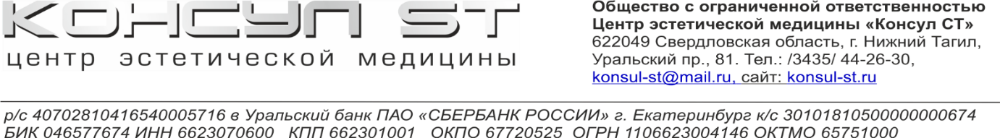 КОНСУЛ ST
центр эстетической медицины
Общество с ограниченной ответственностью
Центр эстетической медицины «Консул СТ»
622049 Свердловская область, г. Нижний Тагил,
Уральский пр., 81. Тел.: /3435/ 44-26-30,
konsul-st@mail.ru, сайт: konsul-st.ru
р/с 40702810416540005716 в Уральский банк ПАО «СБЕРБАНК РОССИИ» г. Екатеринбург к/с 30101810500000000674
БИК 046577674 ИНН 6623070600 КПП 662301001 ОКПО 67720525 ОГРН 1106623004146 ОКТМО 65751000